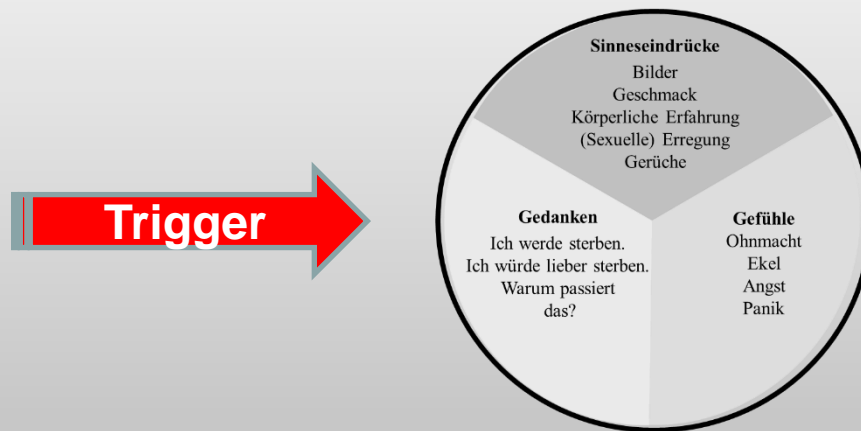 Trigger
Sinneseindrücke
Bilder
Geschmack
Körperliche Erfahrung
(Sexuelle) Erregung
Gerüche
Gedanken
Ich werde sterben.
Ich würde lieber sterben.
Warum passiert
das?
Gefühle
Ohnmacht
Ekel
Angst
Panik